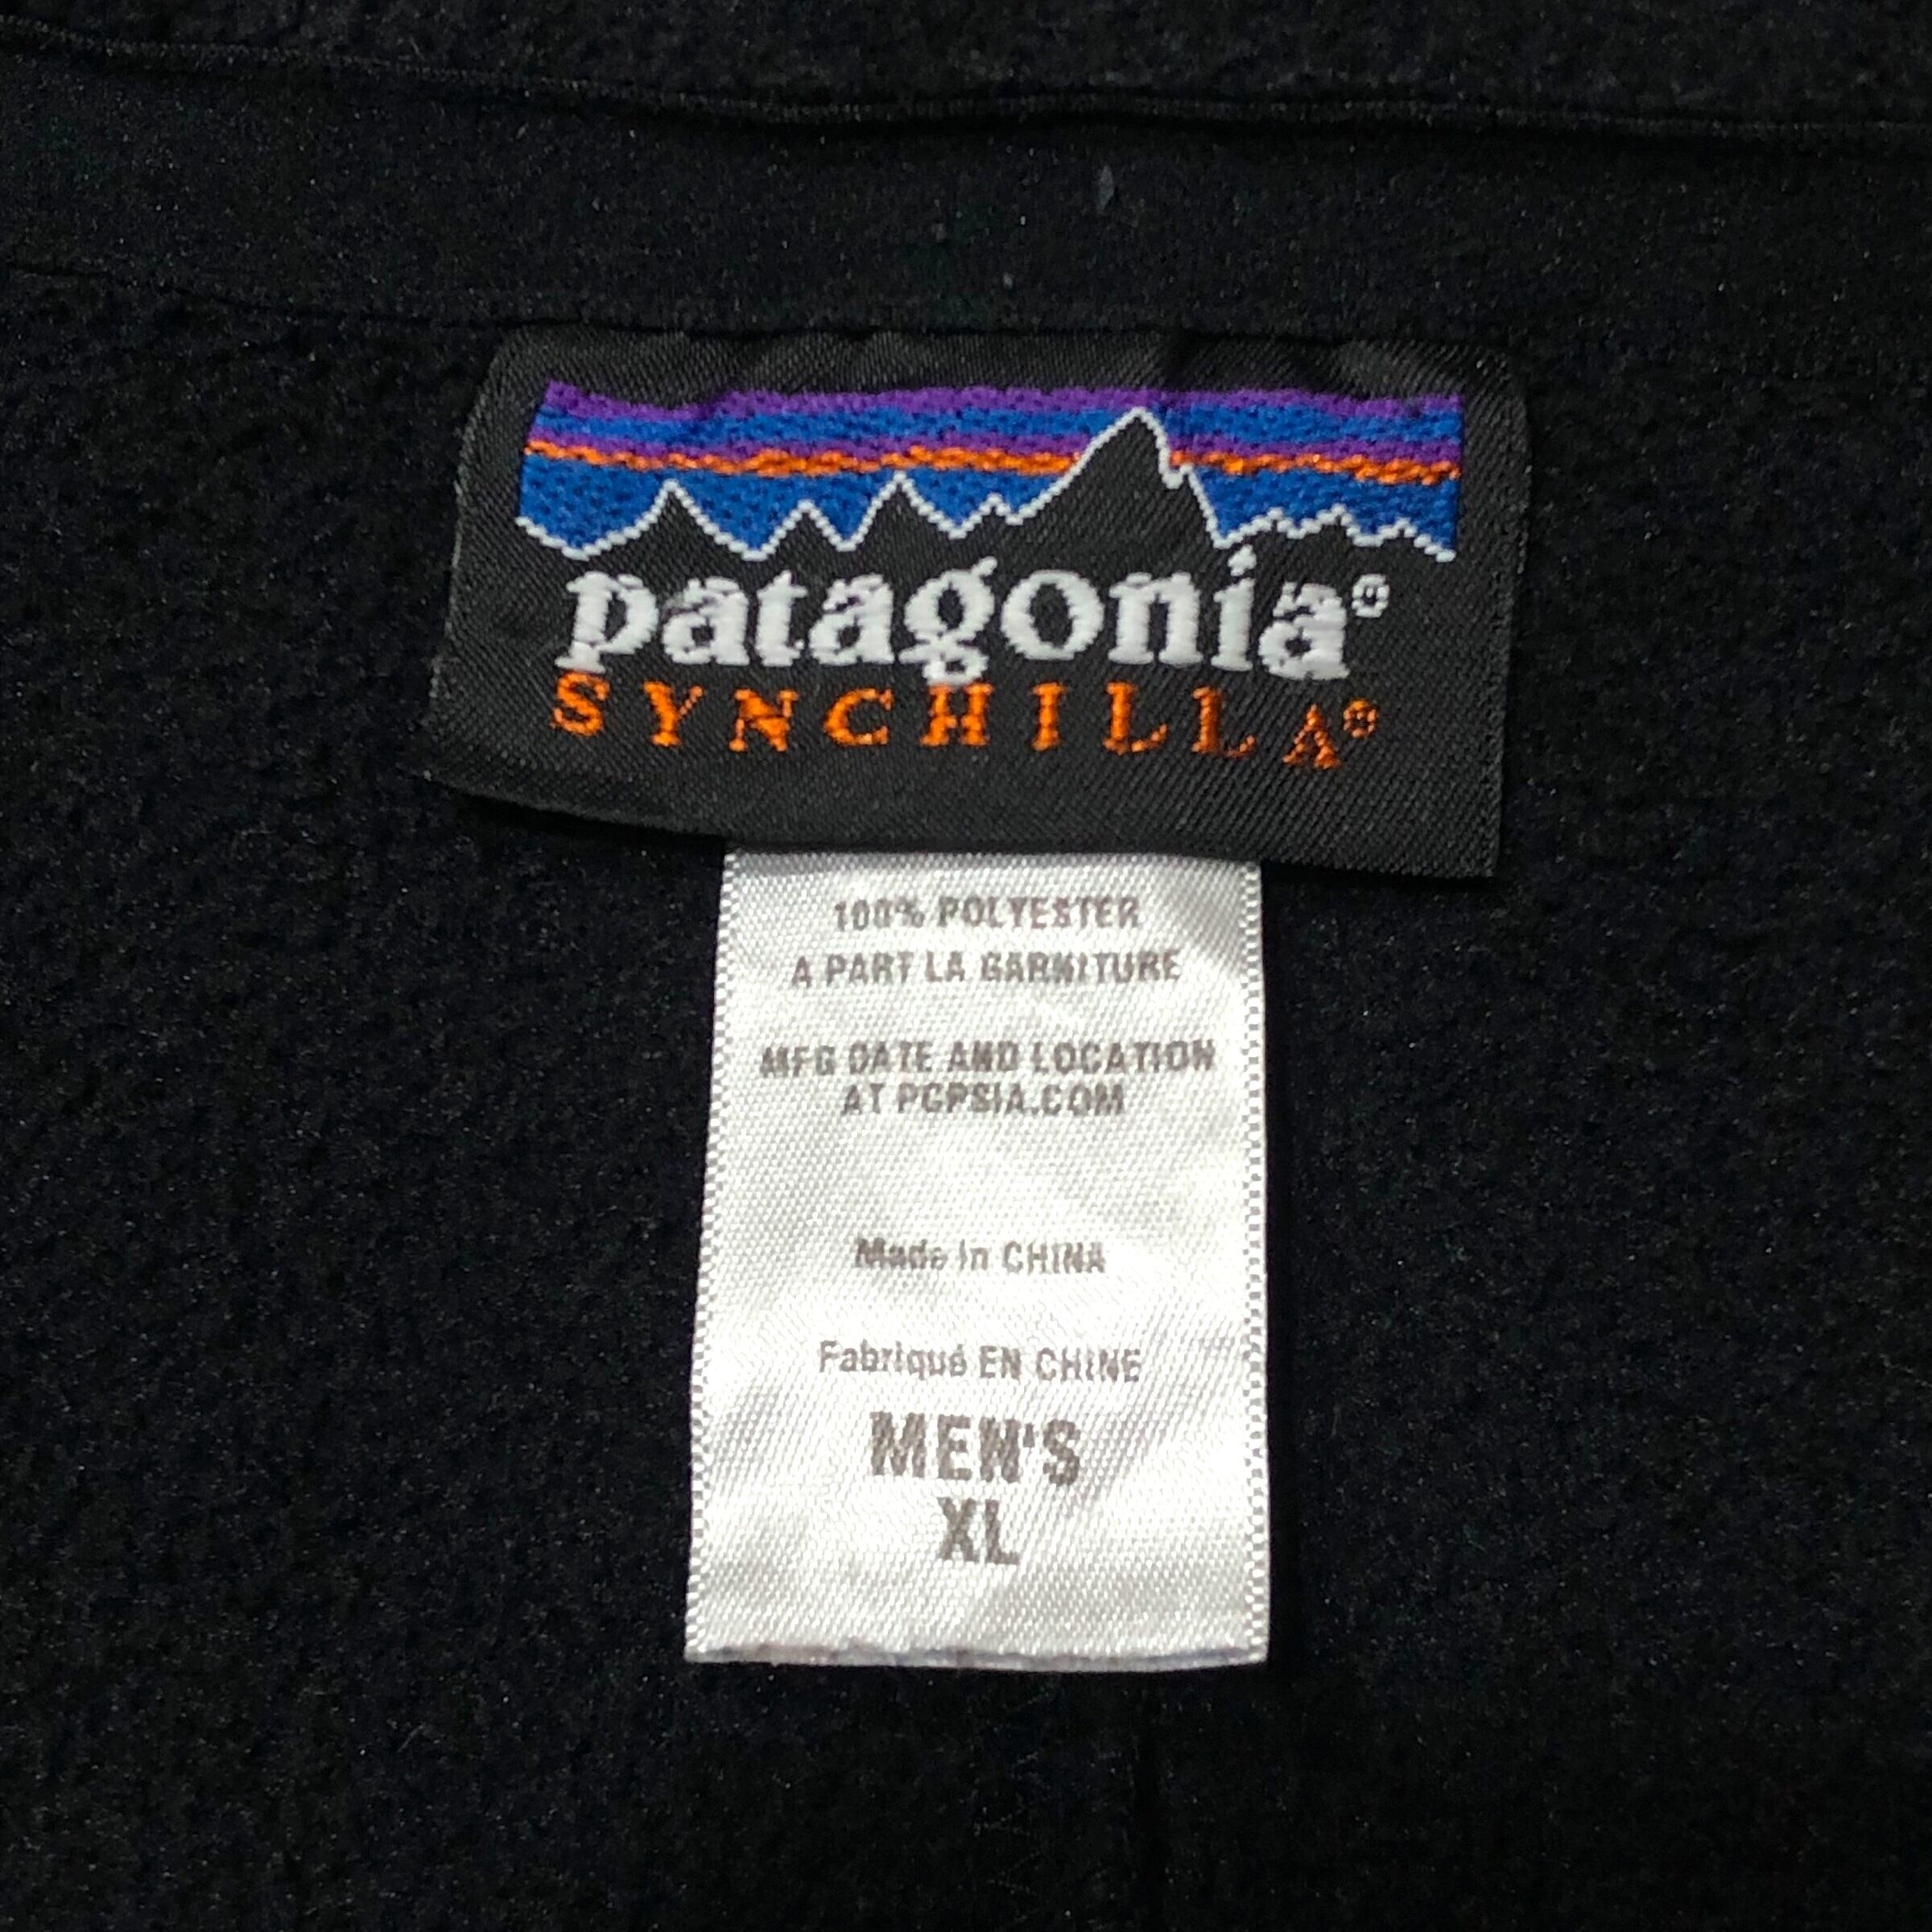 patagonia®
SYNCHILLA®
100% POLYESTER
A PART LA GARNITURE
MFG DATE AND LOCATION
AT PGPSIA.COM
Made in CHINA
Fabriqué EN CHINE
MEN'S
XL